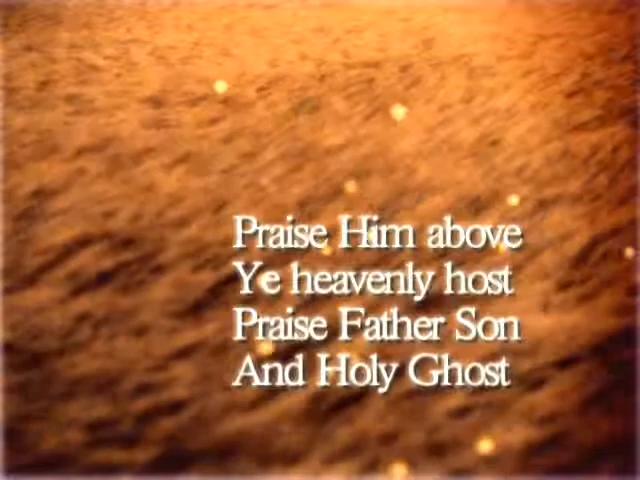 Praise Him above
Ye heavenly host
Praise Father Son
And Holy Ghost